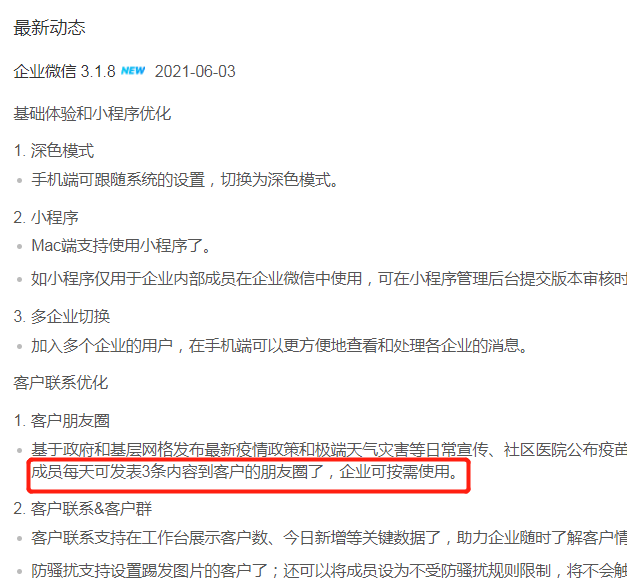 最新动态
企业微信 3.1.8 NEW 2021-06-03
基础体验和小程序优化
1. 深色模式
• 手机端可跟随系统的设置，切换为深色模式。
2. 小程序
• Mac端支持使用小程序了。
• 如小程序仅用于企业内部成员在企业微信中使用，可在小程序管理后台提交版本审核时
3. 多企业切换
• 加入多个企业的用户，在手机端可以更方便地查看和处理各企业的消息。
客户联系优化
1. 客户朋友圈
• 基于政府和基层网格发布最新疫情政策和极端天气灾害等日常宣传、社区医院公布疫苗
成员每天可发表3条内容到客户的朋友圈了，企业可按需使用。
2. 客户联系&客户群
• 客户联系支持在工作台展示客户数、今日新增等关键数据了，助力企业随时了解客户情
• 防骚扰支持设置踢发图片的客户了；还可以将成员设为不受防骚扰规则限制，将不会触